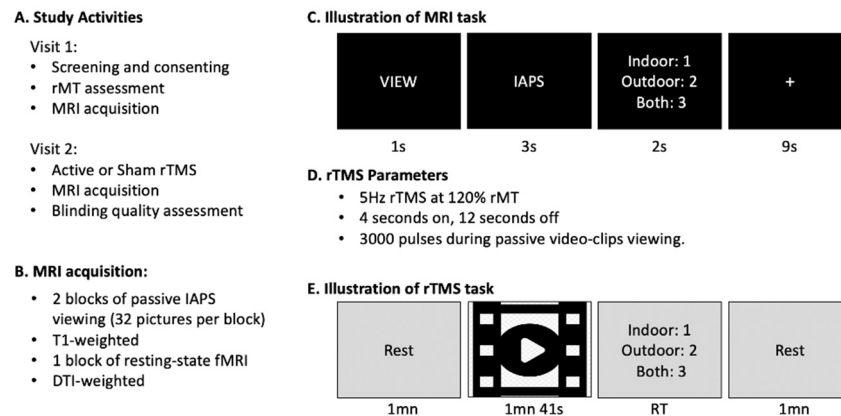 A. Study Activities
Visit 1:
• Screening and consenting
• rMT assessment
• MRI acquisition
Visit 2:
• Active or Sham rTMS
• MRI acquisition
• Blinding quality assessment
B. MRI acquisition:
• 2 blocks of passive IAPS
viewing (32 pictures per block)
• T1-weighted
• 1 block of resting-state fMRI
• DTI-weighted
C. Illustration of MRI task
VIEW
IAPS
Indoor: 1
Outdoor: 2
Both: 3
+
1s
3s
2s
9s
D. rTMS Parameters
• 5Hz rTMS at 120% rMT
• 4 seconds on, 12 seconds off
• 3000 pulses during passive video-clips viewing.
E. Illustration of rTMS task
Rest
Indoor: 1
Outdoor: 2
Both: 3
Rest
1mn
1mn 41s
RT
1mn